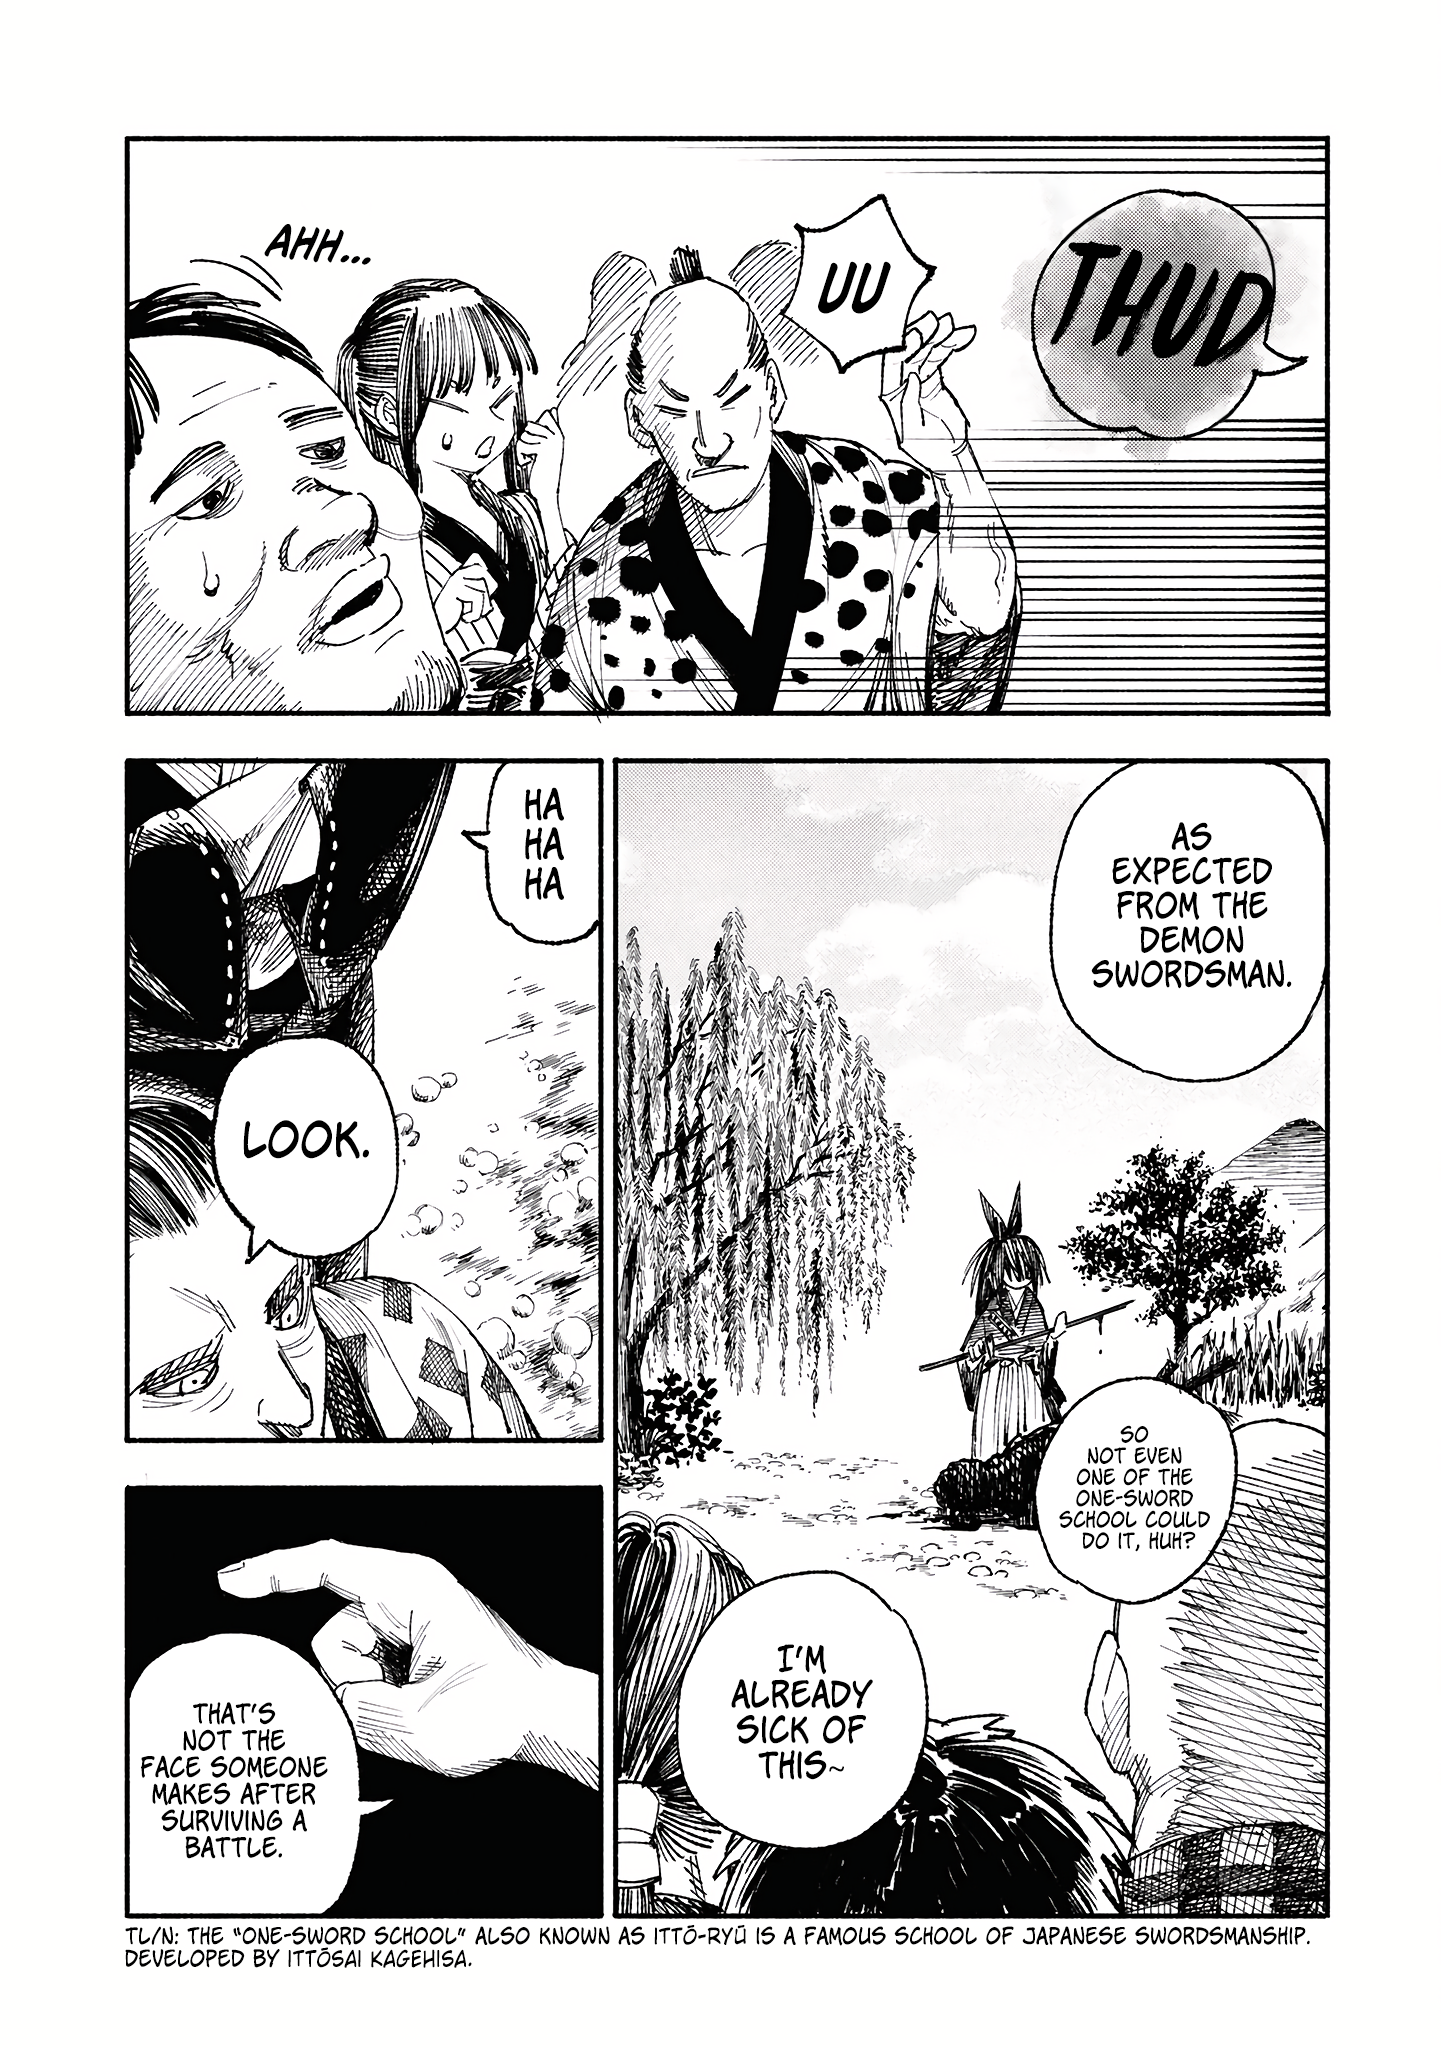 THUD
UU
AHH...
AS
EXPECTED
FROM THE
DEMON
SWORDSMAN.
SO
NOT EVEN
ONE OF THE
ONE-SWORD
SCHOOL COULD
DO IT, HUH?
I'M
ALREADY
SICK OF
THIS~
HA
HA
HA
LOOK.
THAT'S
NOT THE
FACE SOMEONE
MAKES AFTER
SURVIVING A
BATTLE.
TL/N: THE "ONE-SWORD SCHOOL" ALSO KNOWN AS ITTŌ-RYŪ IS A FAMOUS SCHOOL OF JAPANESE SWORDSMANSHIP.
DEVELOPED BY ITTŌSAI KAGEHISA.